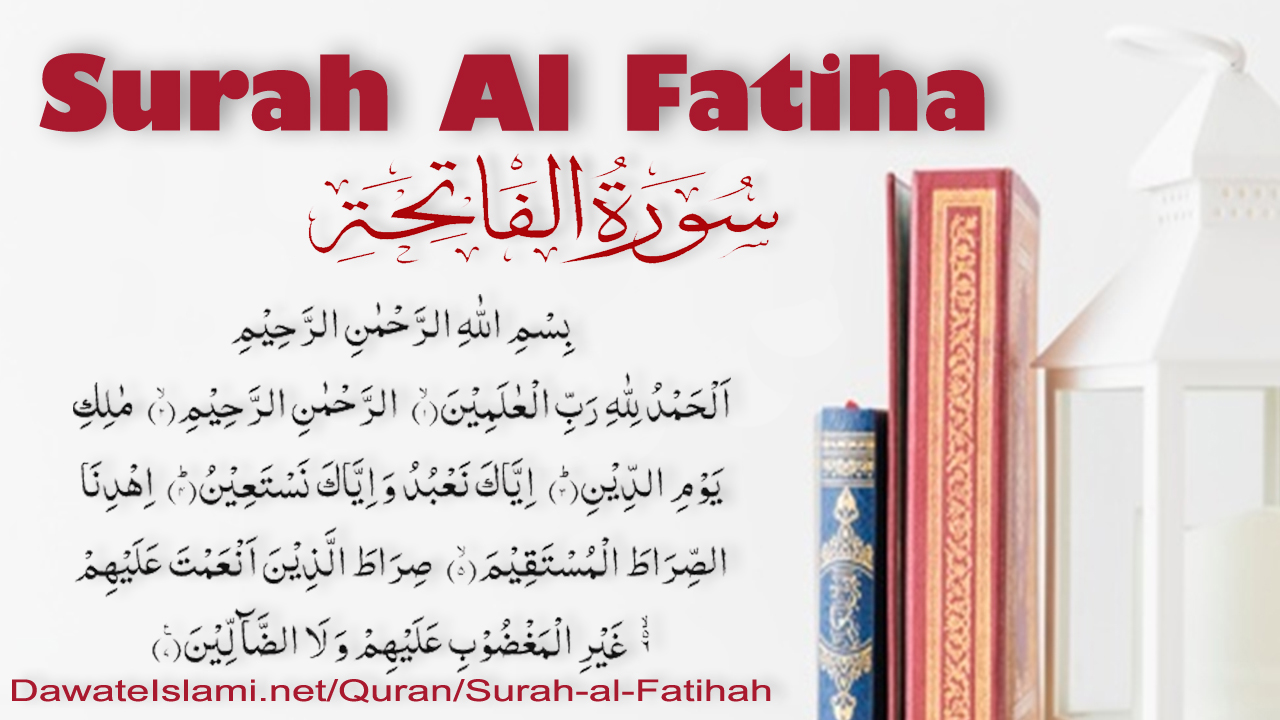 Surah Al Fatiha
سُوْرَةُ الْفَاتِحَة
بِسْمِ اللّٰهِ الرَّحْمٰنِ الرَّحِیْمِ
اَلْحَمْدُ لِلّٰهِ رَبِّ الْعٰلَمِیْنَۙ(۱) الرَّحْمٰنِ الرَّحِیْمِۙ(۲) مٰلِكِ
یَوْمِ الدِّیْنِؕ(۳) اِیَّاكَ نَعْبُدُ وَ اِیَّاكَ نَسْتَعِیْنُؕ(۴) اِهْدِنَا
الصِّرَاطَ الْمُسْتَقِیْمَۙ(۵) صِرَاطَ الَّذِیْنَ اَنْعَمْتَ عَلَیْهِمْ
۬ۙ۬ۦ غَیْرِ الْمَغْضُوْبِ عَلَیْهِمْ وَ لَا الضَّآلِّیْنَ۠(۷)
DawateIslami.net/Quran/Surah-al-Fatihah